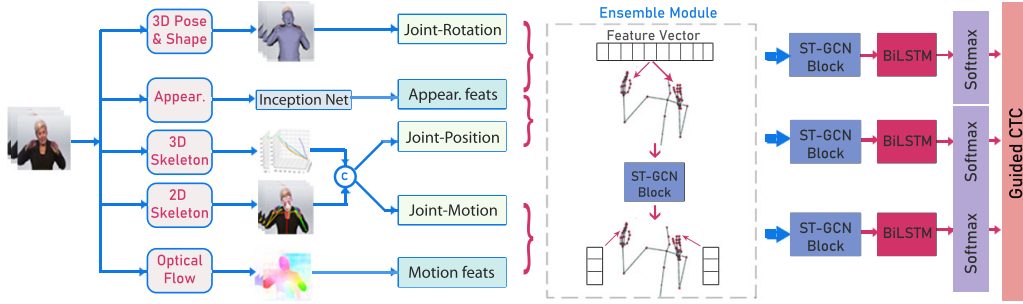 3D Pose
& Shape
Joint-Rotation
Appear.
Inception Net
Appear. feats
3D
Skeleton
Joint-Position
C
2D
Skeleton
Joint-Motion
Optical
Flow
Motion feats
Ensemble Module
Feature Vector
ST-GCN
Block
ST-GCN
Block
BiLSTM
Softmax
ST-GCN
Block
BiLSTM
Softmax
ST-GCN
Block
BiLSTM
Softmax
Guided CTC